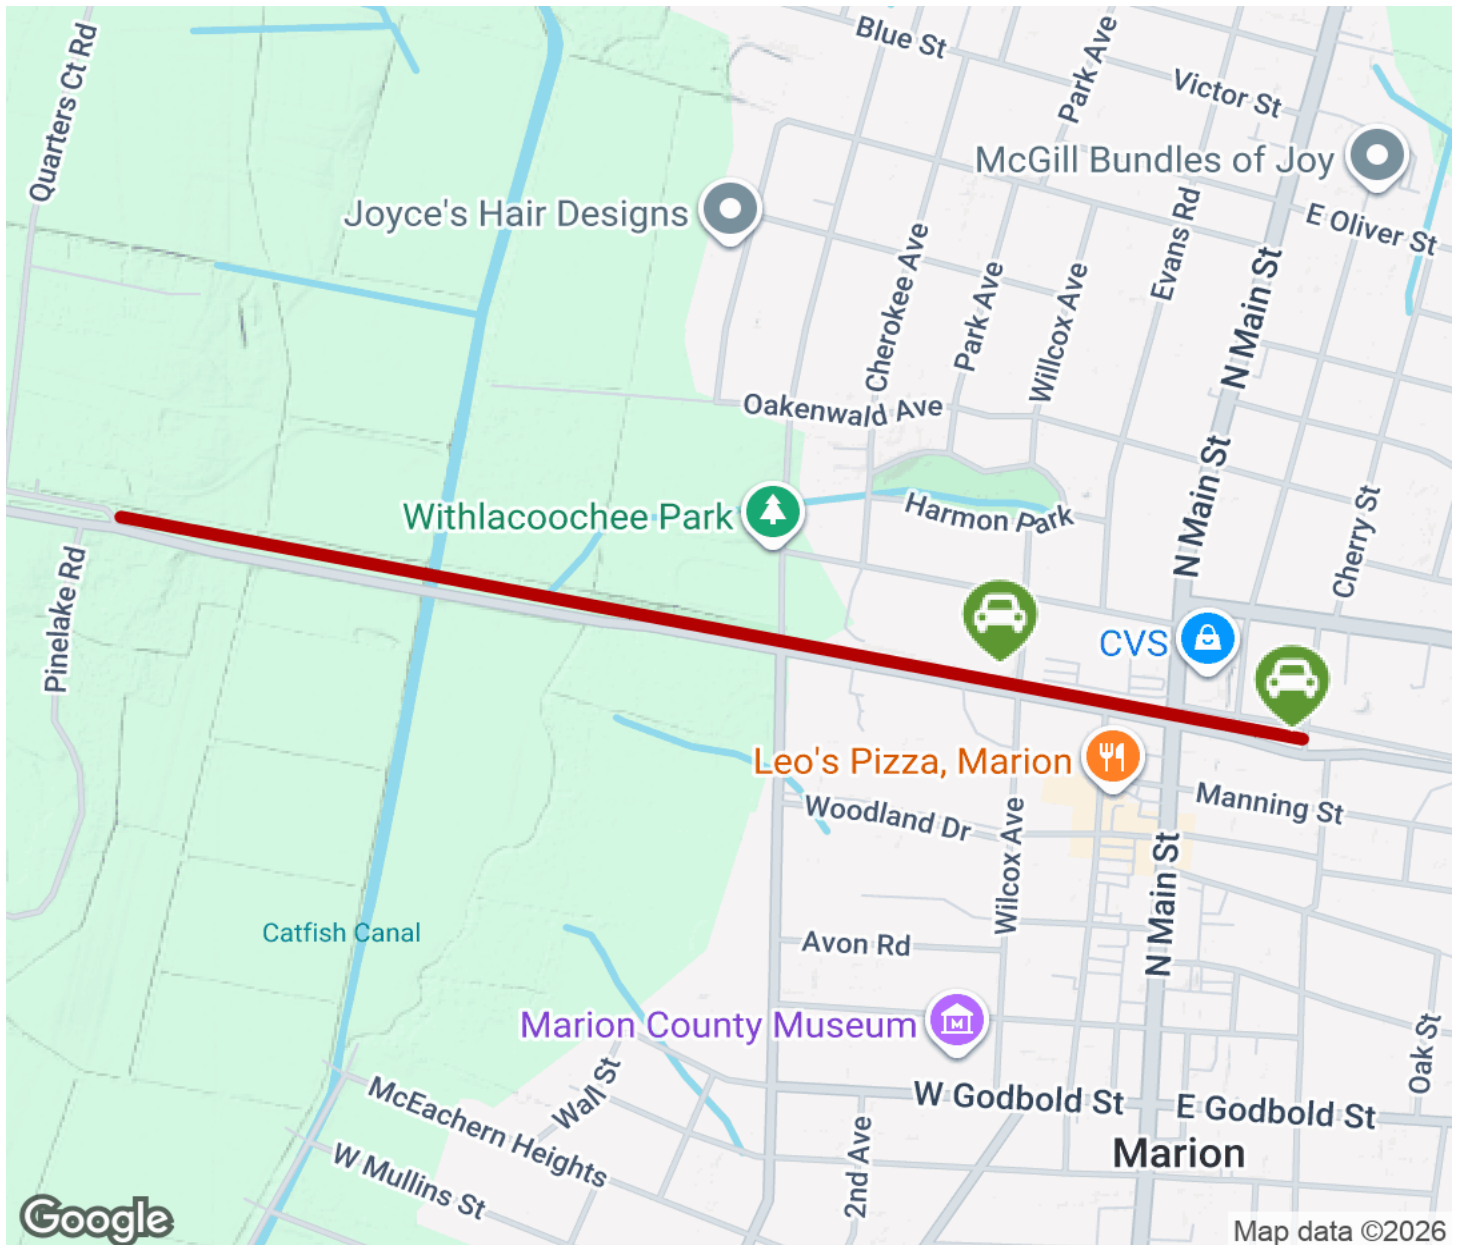 Blue St
Park Ave
Victor St
Quarters Ct Rd
McGill Bundles of Joy
Joyce's Hair Designs
E Oliver St
Evans Rd
Cherokee Ave
Park Ave
Willcox Ave
N Main St
Oakenwald Ave
N Main St
Withlacoochee Park
Harmon Park
Cherry St
Pinelake Rd
CVS
Leo's Pizza, Marion
Manning St
Woodland Dr
Wilcox Ave
N Main St
Catfish Canal
Avon Rd
Marion County Museum
Oak St
Wall St
McEachern Heights
W Godbold St
E Godbold St
Marion
2nd Ave
W Mullins St
Google
Map data ©2026
M